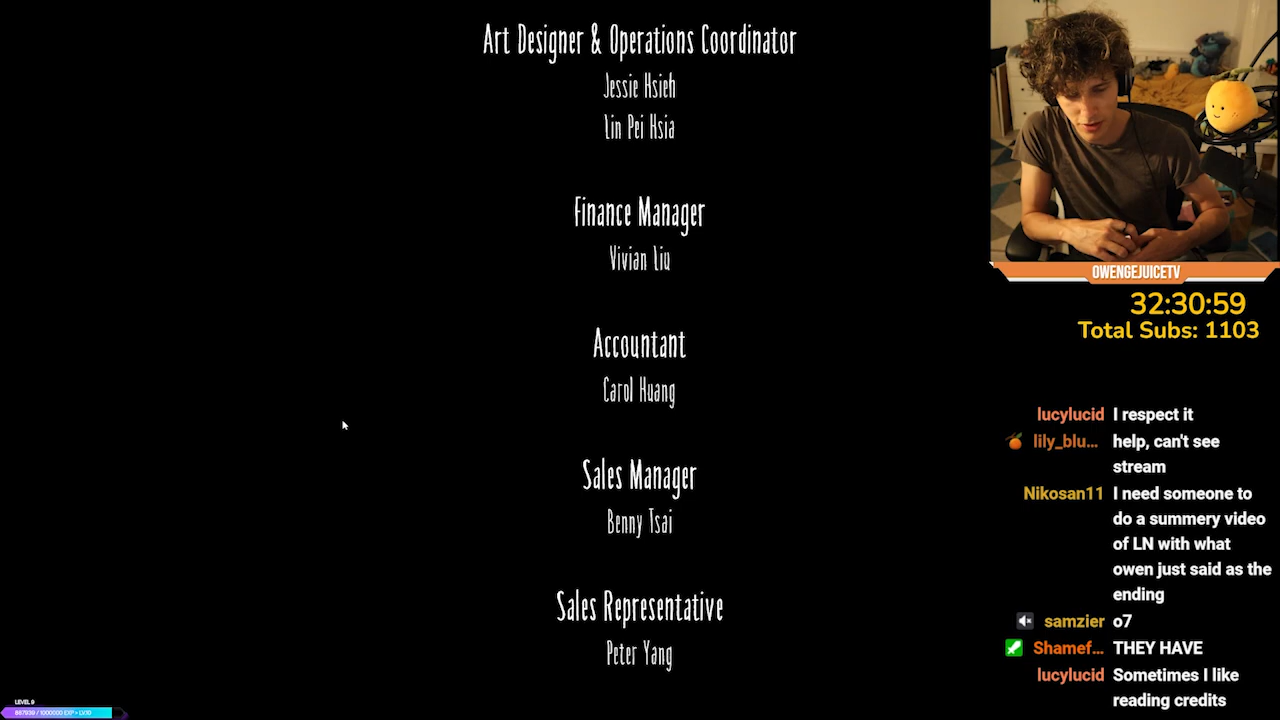 Art Designer & Operations Coordinator
Jessie Hsieh
Lin Pei Hsia
Finance Manager
Vivian Liu
Accountant
Carol Huang
Sales Manager
Benny Tsai
Sales Representative
Peter Yang
OWENGEJUICETV
32:30:59
Total Subs: 1103
lucylucid I respect it
lily_blu... help, can't see
stream
Nikosan11 I need someone to
do a summery video
of LN with what
owen just said as the
ending
samzier o7
Shamef... THEY HAVE
lucylucid Sometimes I like
reading credits
LEVEL 9